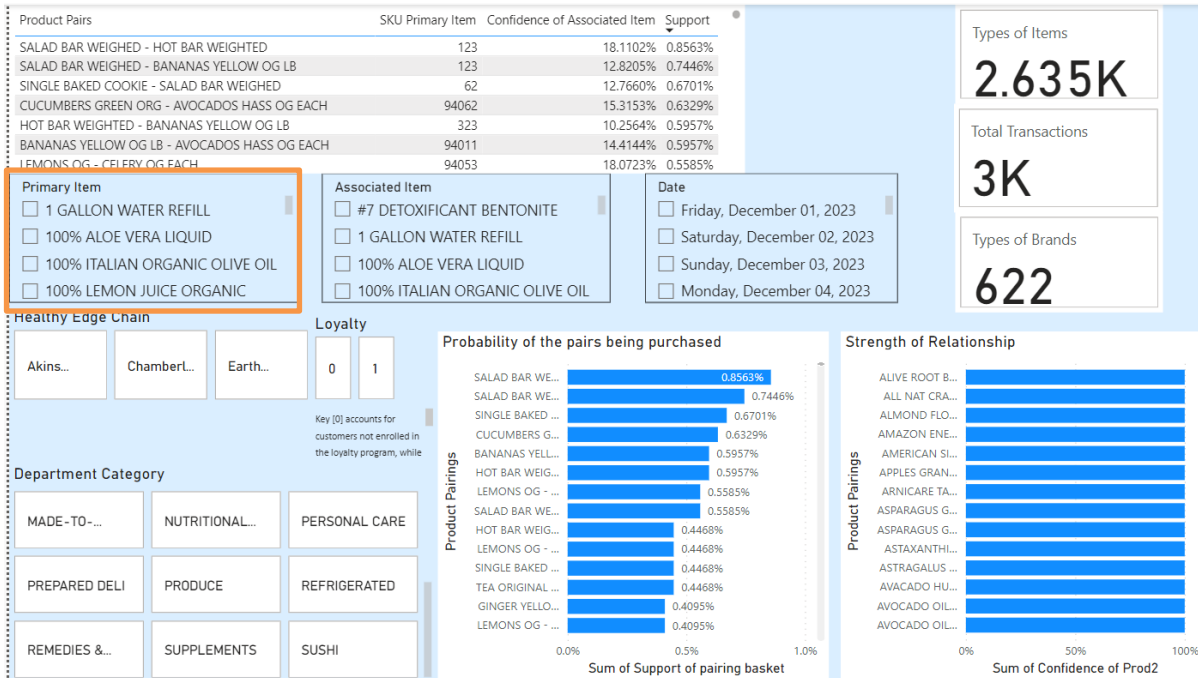 Product Pairs SKU Primary Item Confidence of Associated Item Support
SALAD BAR WEIGHED - HOT BAR WEIGHTED 123 18.1102% 0.8563%
SALAD BAR WEIGHED - BANANAS YELLOW OG LB 123 12.8205% 0.7446%
SINGLE BAKED COOKIE - SALAD BAR WEIGHED 62 12.7660% 0.6701%
CUCUMBERS GREEN ORG - AVOCADOS HASS OG EACH 94062 15.3153% 0.6329%
HOT BAR WEIGHTED - BANANAS YELLOW OG LB 323 10.2564% 0.5957%
BANANAS YELLOW OG LB - AVOCADOS HASS OG EACH 94011 14.4144% 0.5957%
LEMONS OG - CELERY OG EACH 94053 18.0723% 0.5585%
Types of Items
2.635K
Total Transactions
3K
Types of Brands
622
Primary Item
1 GALLON WATER REFILL
100% ALOE VERA LIQUID
100% ITALIAN ORGANIC OLIVE OIL
100% LEMON JUICE ORGANIC
Associated Item
#7 DETOXIFICANT BENTONITE
1 GALLON WATER REFILL
100% ALOE VERA LIQUID
100% ITALIAN ORGANIC OLIVE OIL
Date
Friday, December 01, 2023
Saturday, December 02, 2023
Sunday, December 03, 2023
Monday, December 04, 2023
Healthy Edge Chain
Akins...
Chamberl...
Earth...
Loyalty
0
1
Key [0] accounts for
customers not enrolled in
the loyalty program, while
Department Category
MADE-TO-...
NUTRITIONAL...
PERSONAL CARE
PREPARED DELI
PRODUCE
REFRIGERATED
REMEDIES &...
SUPPLEMENTS
SUSHI
Probability of the pairs being purchased
Product Pairings
SALAD BAR WE... 0.8563%
SALAD BAR WE... 0.7446%
SINGLE BAKED ... 0.6701%
CUCUMBERS G... 0.6329%
BANANAS YELL... 0.5957%
HOT BAR WEIG... 0.5957%
LEMONS OG - ... 0.5585%
SALAD BAR WE... 0.5585%
HOT BAR WEIG... 0.4468%
LEMONS OG - ... 0.4468%
SINGLE BAKED ... 0.4468%
TEA ORIGINAL ... 0.4468%
GINGER YELLO... 0.4095%
LEMONS OG - ... 0.4095%
0.0% 0.5% 1.0%
Sum of Support of pairing basket
Strength of Relationship
Product Pairings
ALIVE ROOT B...
ALL NAT CRA...
ALMOND FLO...
AMAZON ENE...
AMERICAN SI...
APPLES GRAN...
ARNICARE TA...
ASPARAGUS G...
ASPARAGUS G...
ASTAXANTHI...
ASTRAGALUS ...
AVACADO HU...
AVOCADO OIL...
AVOCADO OIL...
0% 50% 100%
Sum of Confidence of Prod2